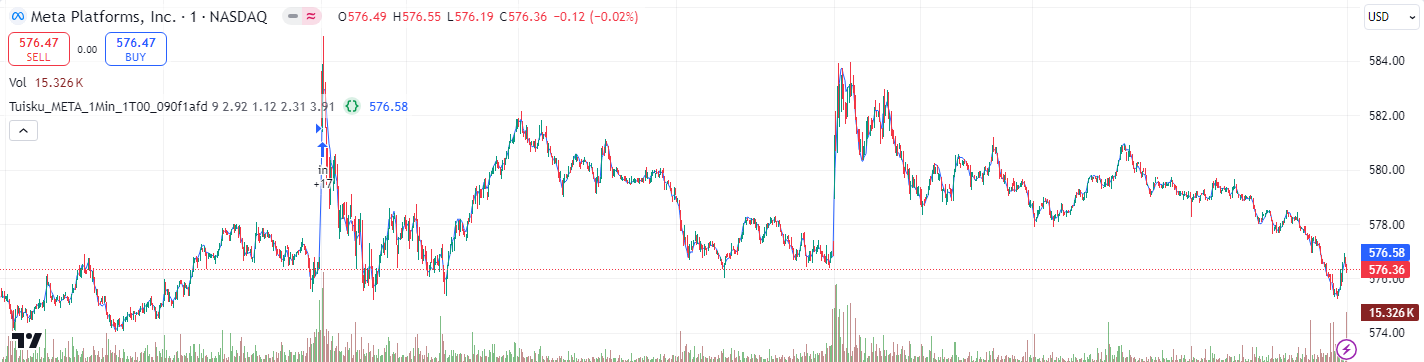 Meta Platforms, Inc. · 1 · NASDAQ O576.49 H576.55 L576.19 C576.36 −0.12 (−0.02%)
USD
576.47 SELL
0.00
576.47 BUY
Vol 15.326 K
Tuisku_META_1Min_1T00_090f1afd 9 2.92 1.12 2.31 3.91 {} 576.58
in
+17
584.00
582.00
580.00
578.00
576.58
576.36
576.00
15.326 K
574.00